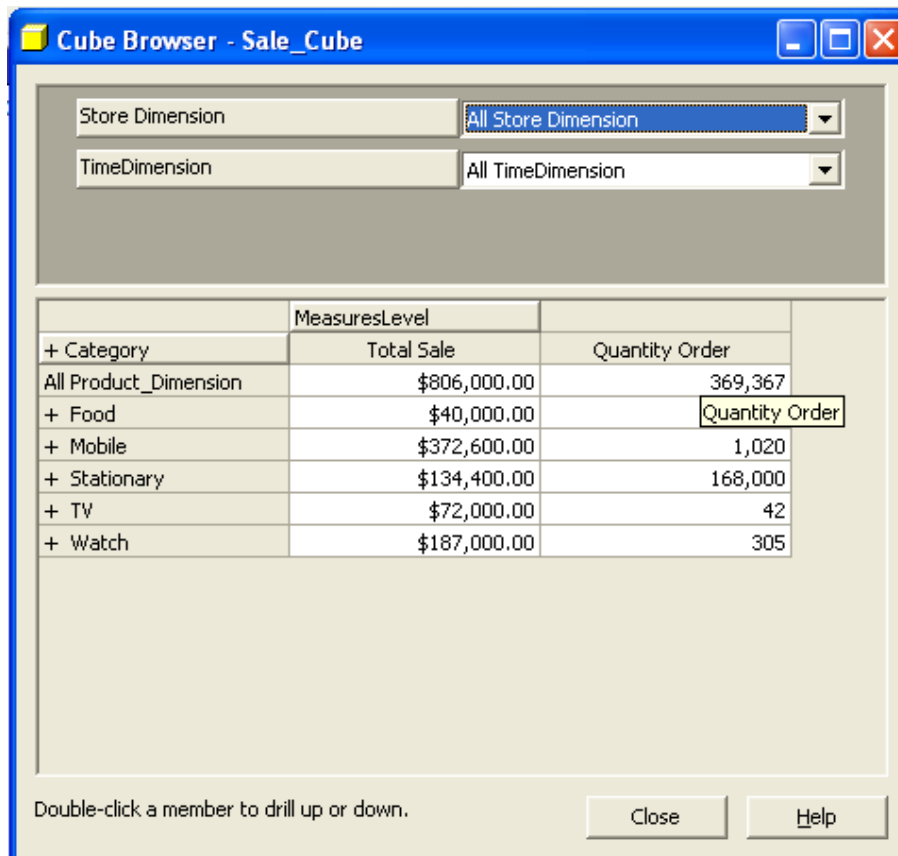 Cube Browser - Sale_Cube
Store Dimension All Store Dimension
TimeDimension All TimeDimension
MeasuresLevel
+ Category Total Sale Quantity Order
All Product_Dimension $806,000.00 369,367
+ Food $40,000.00
Quantity Order
+ Mobile $372,600.00 1,020
+ Stationary $134,400.00 168,000
+ TV $72,000.00 42
+ Watch $187,000.00 305
Double-click a member to drill up or down. Close Help